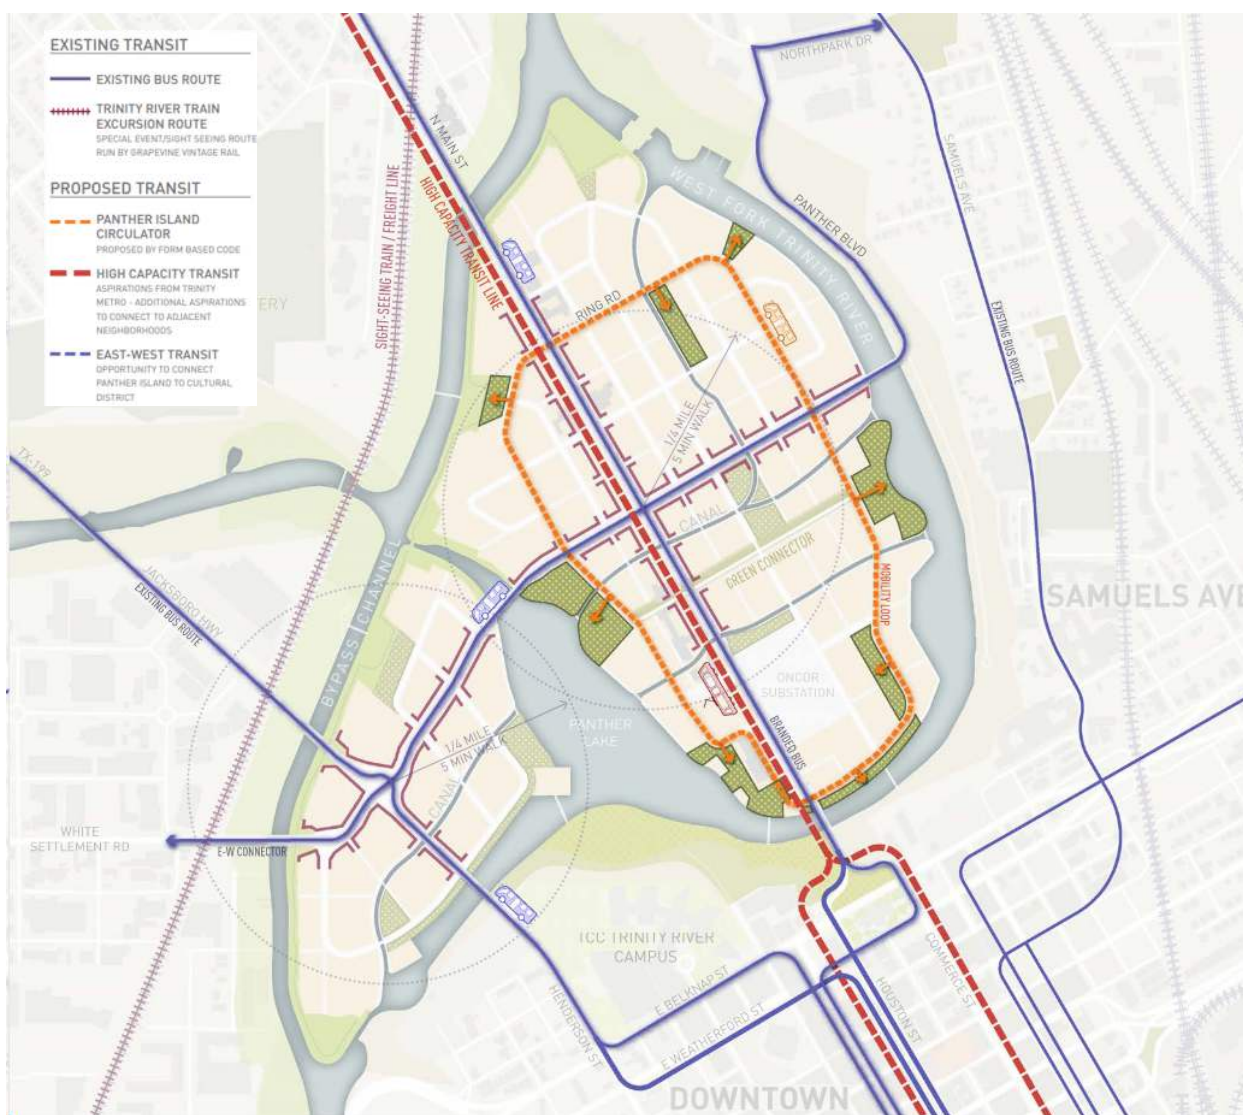 EXISTING TRANSIT
EXISTING BUS ROUTE
TRINITY RIVER TRAIN
EXCURSION ROUTE
SPECIAL EVENT/SIGHT SEEING ROUTE
RUN BY GRAPEVINE VINTAGE RAIL
PROPOSED TRANSIT
PANTHER ISLAND
CIRCULATOR
PROPOSED BY FORM BASED CODE
HIGH CAPACITY TRANSIT
ASPIRATIONS FROM TRINITY
METRO - ADDITIONAL ASPIRATIONS
TO CONNECT TO ADJACENT
NEIGHBORHOODS
EAST-WEST TRANSIT
OPPORTUNITY TO CONNECT
PANTHER ISLAND TO CULTURAL
DISTRICT
NORTHPARK DR
SAMUELS AVE
N MAIN ST
HIGH CAPACITY TRANSIT LINE
SIGHT-SEEING TRAIN / FREIGHT LINE
WEST FORK TRINITY RIVER
PANTHER BLVD
EXISTING BUS ROUTE
RING RD
1/4 MILE
5 MIN WALK
CANAL
GREEN CONNECTOR
MOBILITY LOOP
SAMUELS AVE
TX-199
JACKSBORO HWY
EXISTING BUS ROUTE
BYPASS CHANNEL
ONCOR
SUBSTATION
BRANDED BUS
PANTHER
LAKE
1/4 MILE
5 MIN WALK
CANAL
WHITE
SETTLEMENT RD
E-W CONNECTOR
TCC TRINITY RIVER
CAMPUS
HENDERSON ST
E BELKNAP ST
E WEATHERFORD ST
HOUSTON ST
COMMERCE ST
DOWNTOWN